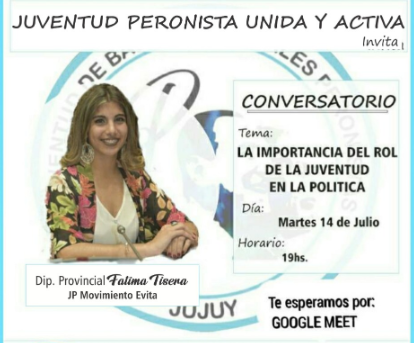 JUVENTUD PERONISTA UNIDA Y ACTIVA
Invita
CONVERSATORIO
Tema:
LA IMPORTANCIA DEL ROL
DE LA JUVENTUD
EN LA POLITICA
Día:
Martes 14 de Julio
Horario:
19hs.
Dip. Provincial Fatima Tisera
JP Movimiento Evita
JUJUY
Te esperamos por:
GOOGLE MEET